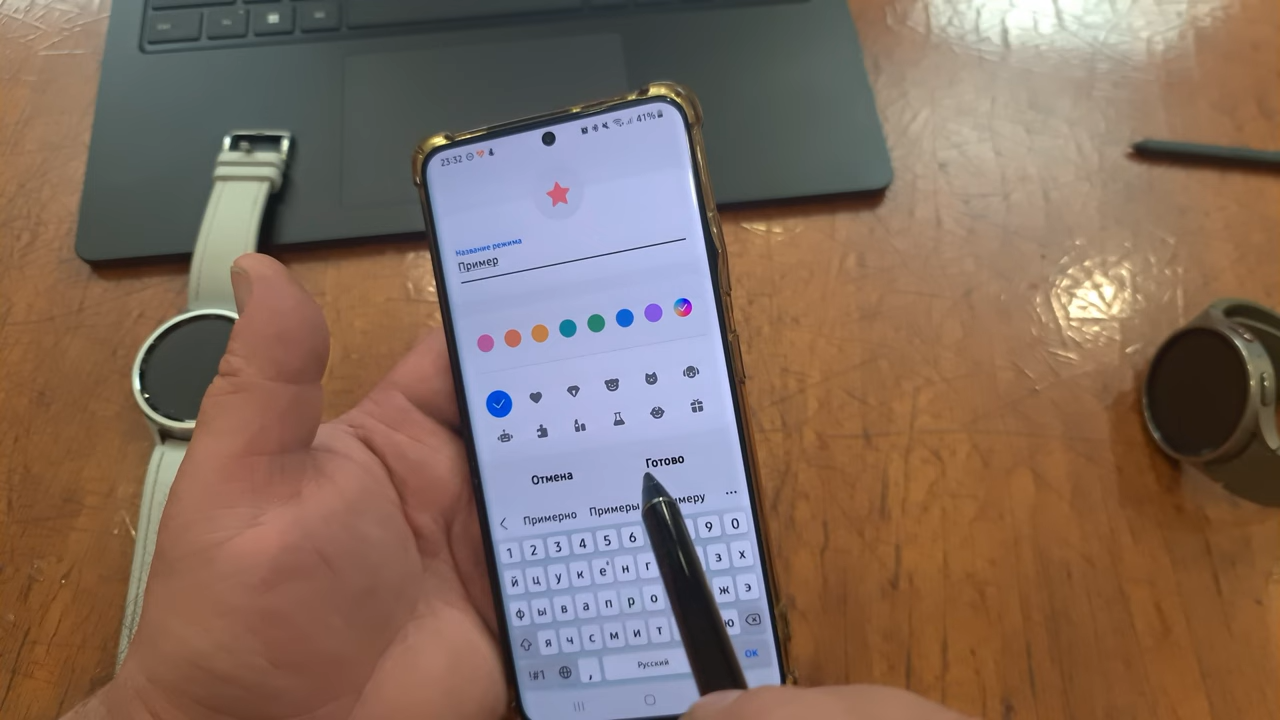 23:32 41%
Название режима
Пример
Отмена Готово
Примерно Примеры имеру ...
1 2 3 4 5 6 9 0
й ц у к е н г з х
ф ы в а п р о ж э
я ч с м и т ю
!#1 , Русский ОК